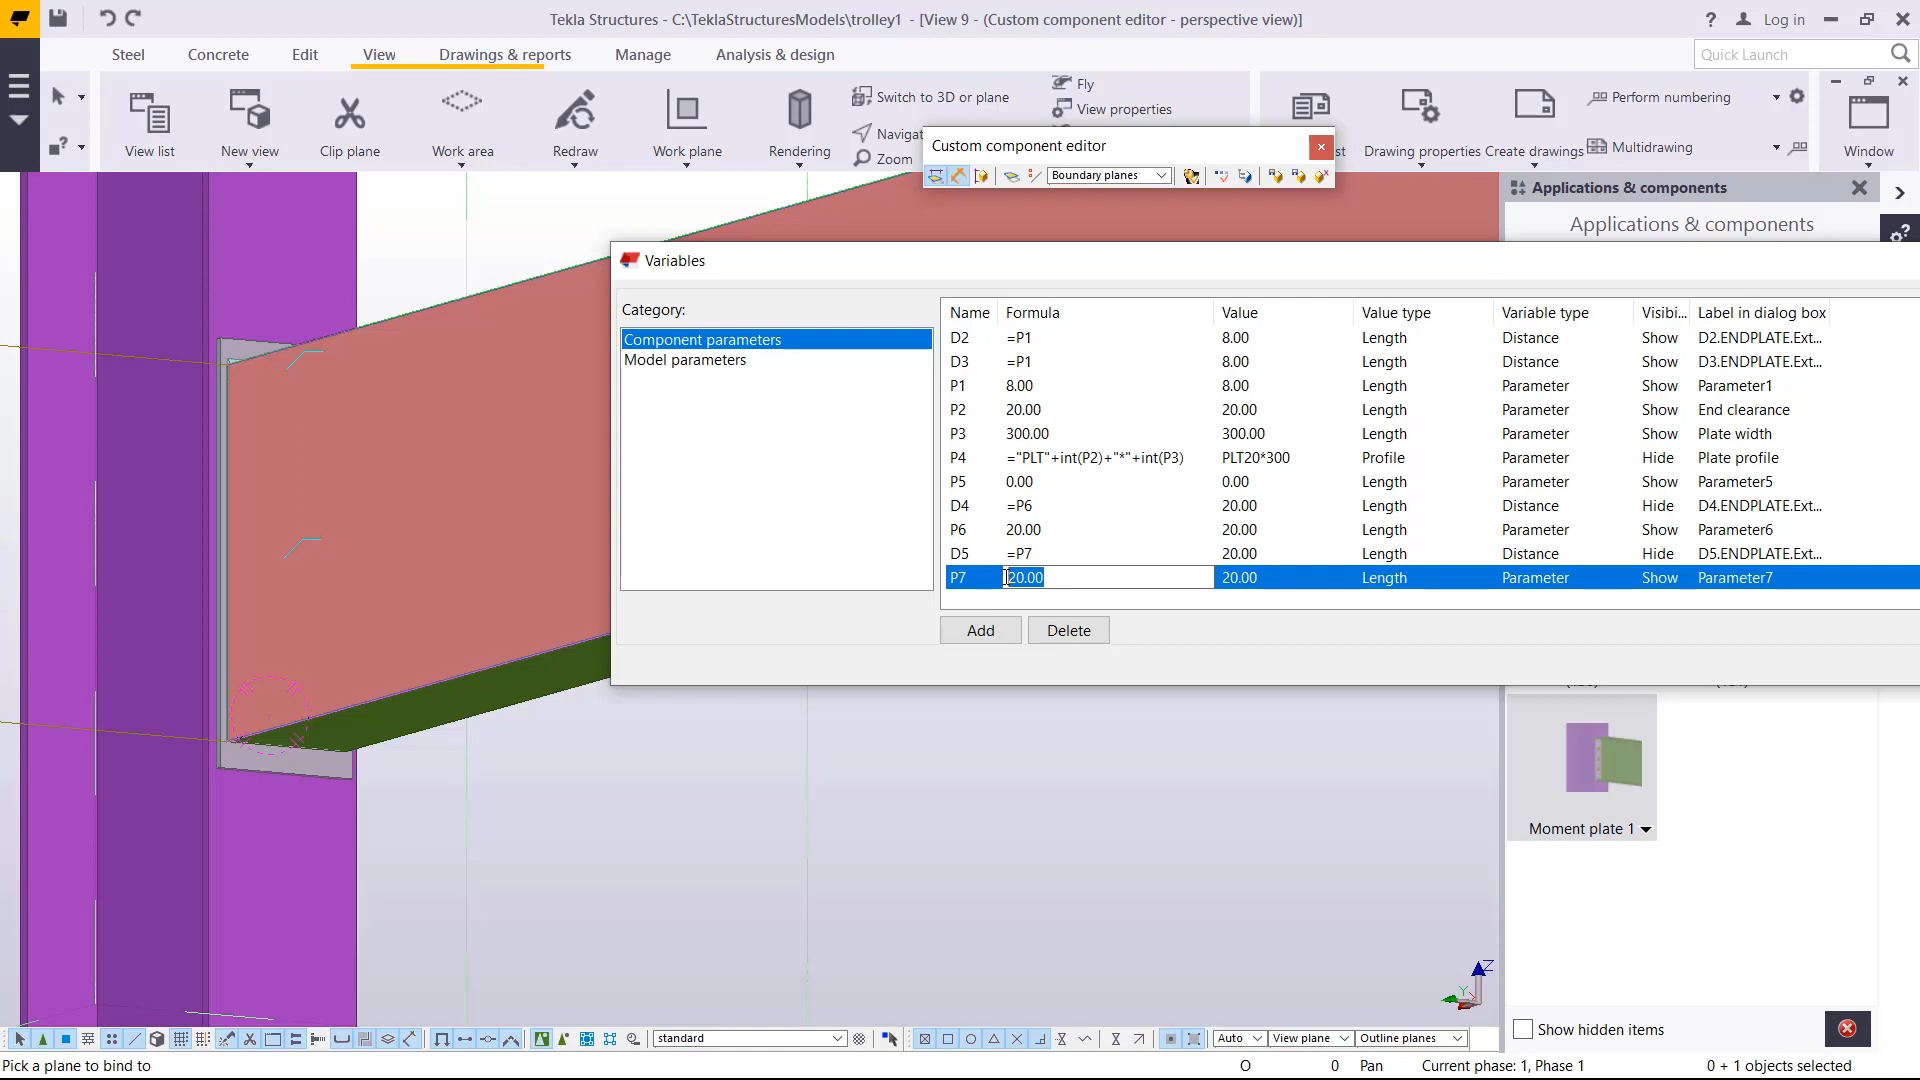 Tekla Structures - C:\TeklaStructuresModels\trolley1 - [View 9 - (Custom component editor - perspective view)]
? Log in
Steel Concrete Edit View Drawings & reports Manage Analysis & design
Quick Launch
View list
New view
Clip plane
Work area
Redraw
Work plane
Rendering
Switch to 3D or plane
Zoom
Fly
View properties
Drawing properties
Create drawings
Perform numbering
Multidrawing
Window
Custom component editor
Boundary planes
Applications & components
Applications & components
Variables
Category:
Component parameters
Model parameters
Name Formula Value Value type Variable type Visibi... Label in dialog box
D2 =P1 8.00 Length Distance Show D2.ENDPLATE.Ext...
D3 =P1 8.00 Length Distance Show D3.ENDPLATE.Ext...
P1 8.00 8.00 Length Parameter Show Parameter1
P2 20.00 20.00 Length Parameter Show End clearance
P3 300.00 300.00 Length Parameter Show Plate width
P4 ="PLT"+int(P2)+"*"+int(P3) PLT20*300 Profile Parameter Hide Plate profile
P5 0.00 0.00 Length Parameter Show Parameter5
D4 =P6 20.00 Length Distance Hide D4.ENDPLATE.Ext...
P6 20.00 20.00 Length Parameter Show Parameter6
D5 =P7 20.00 Length Distance Hide D5.ENDPLATE.Ext...
P7 20.00 20.00 Length Parameter Show Parameter7
Add Delete
Moment plate 1
Z
Y
X
Show hidden items
standard
Auto
View plane
Outline planes
Pick a plane to bind to
O 0 Pan Current phase: 1, Phase 1 0 + 1 objects selected